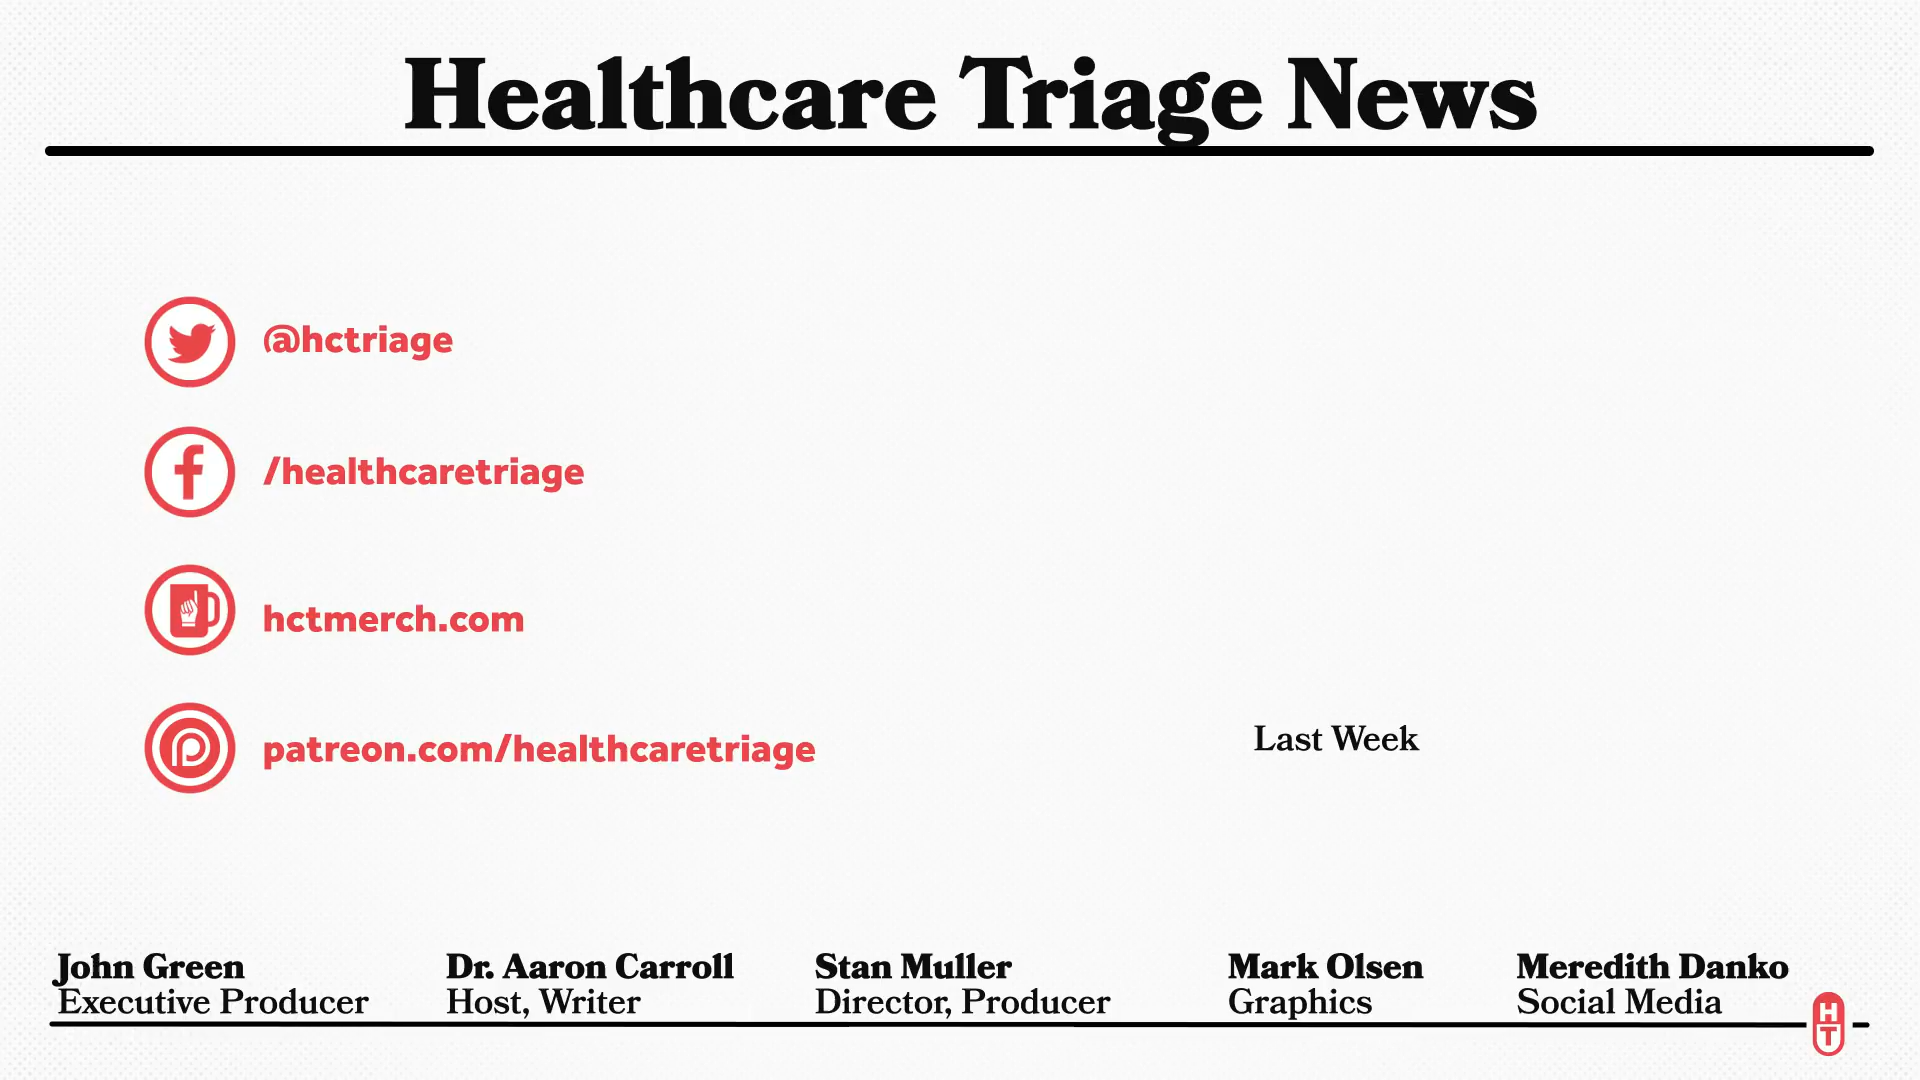 Healthcare Triage News
@hctriage
/healthcaretriage
hctmerch.com
patreon.com/healthcaretriage
Last Week
John Green
Executive Producer
Dr. Aaron Carroll
Host, Writer
Stan Muller
Director, Producer
Mark Olsen
Graphics
Meredith Danko
Social Media
H
T